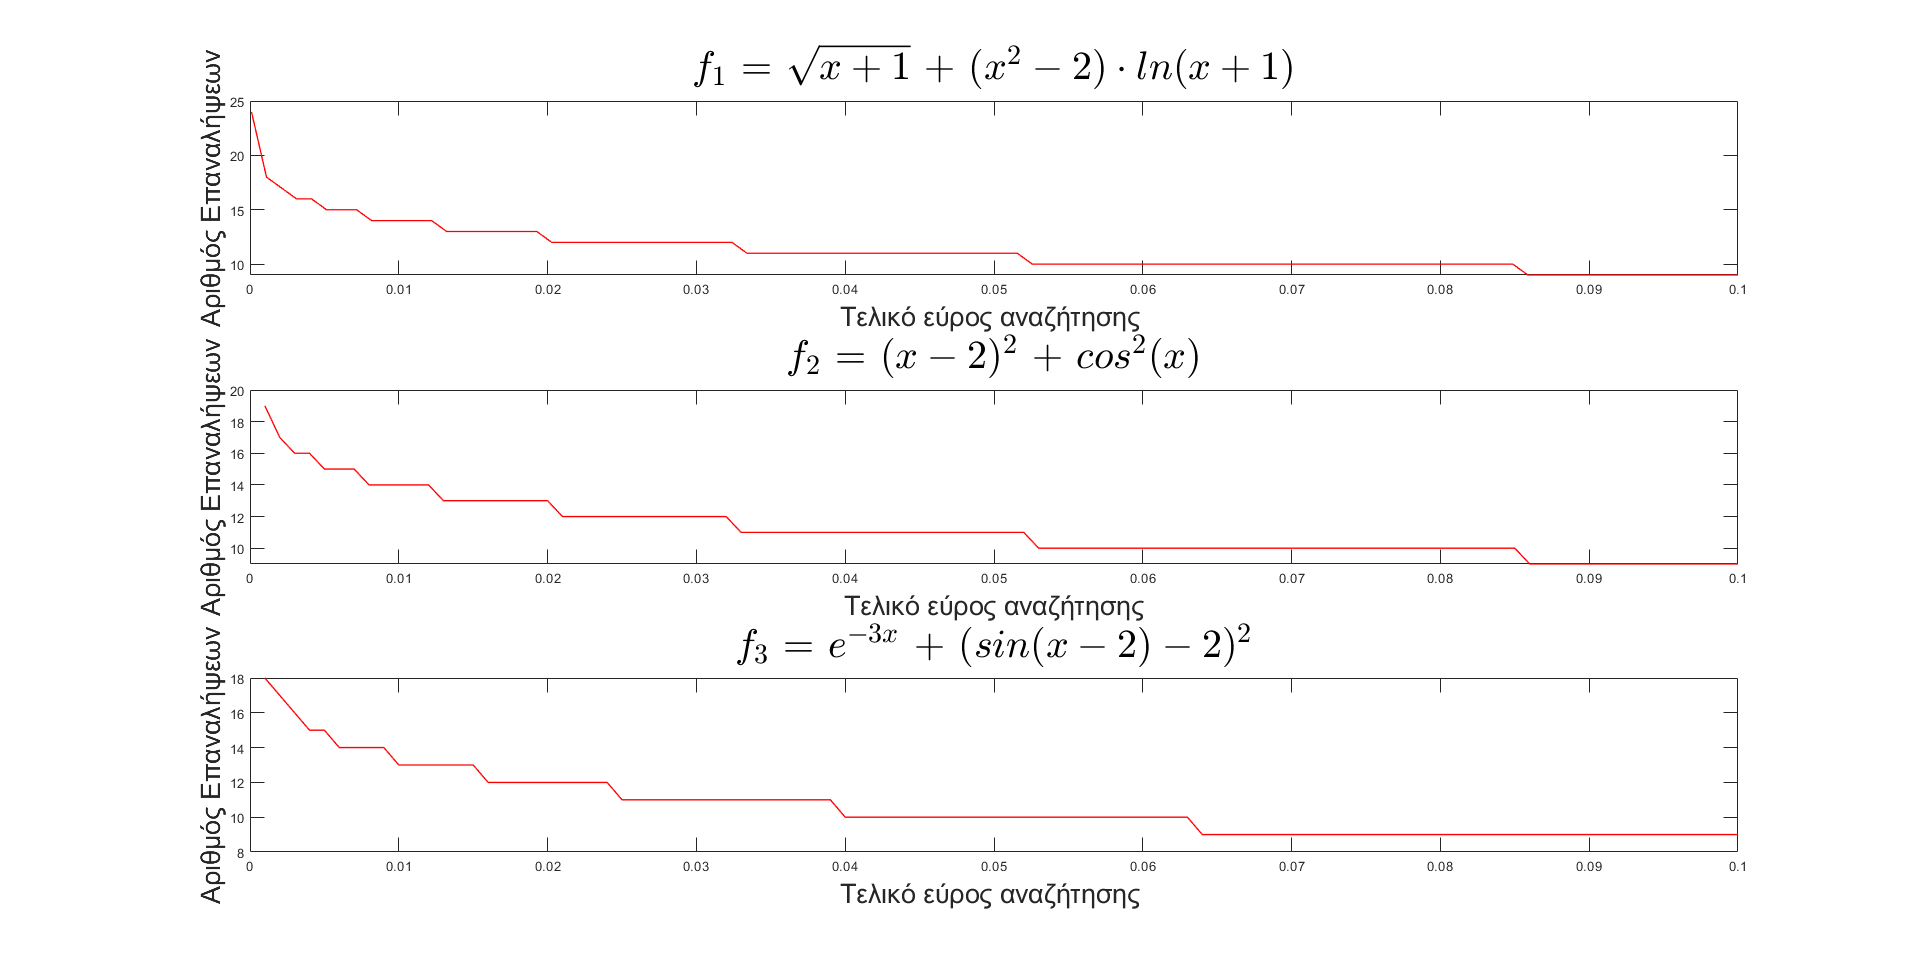 f₁ = √(x + 1) + (x² − 2) · ln(x + 1)
Αριθμός Επαναλήψεων
25
20
15
10
0 0.01 0.02 0.03 0.04 0.05 0.06 0.07 0.08 0.09 0.1
Τελικό εύρος αναζήτησης
f₂ = (x − 2)² + cos²(x)
Αριθμός Επαναλήψεων
20
18
16
14
12
10
0 0.01 0.02 0.03 0.04 0.05 0.06 0.07 0.08 0.09 0.1
Τελικό εύρος αναζήτησης
f₃ = e⁻³ˣ + (sin(x − 2) − 2)²
Αριθμός Επαναλήψεων
18
16
14
12
10
8
0 0.01 0.02 0.03 0.04 0.05 0.06 0.07 0.08 0.09 0.1
Τελικό εύρος αναζήτησης